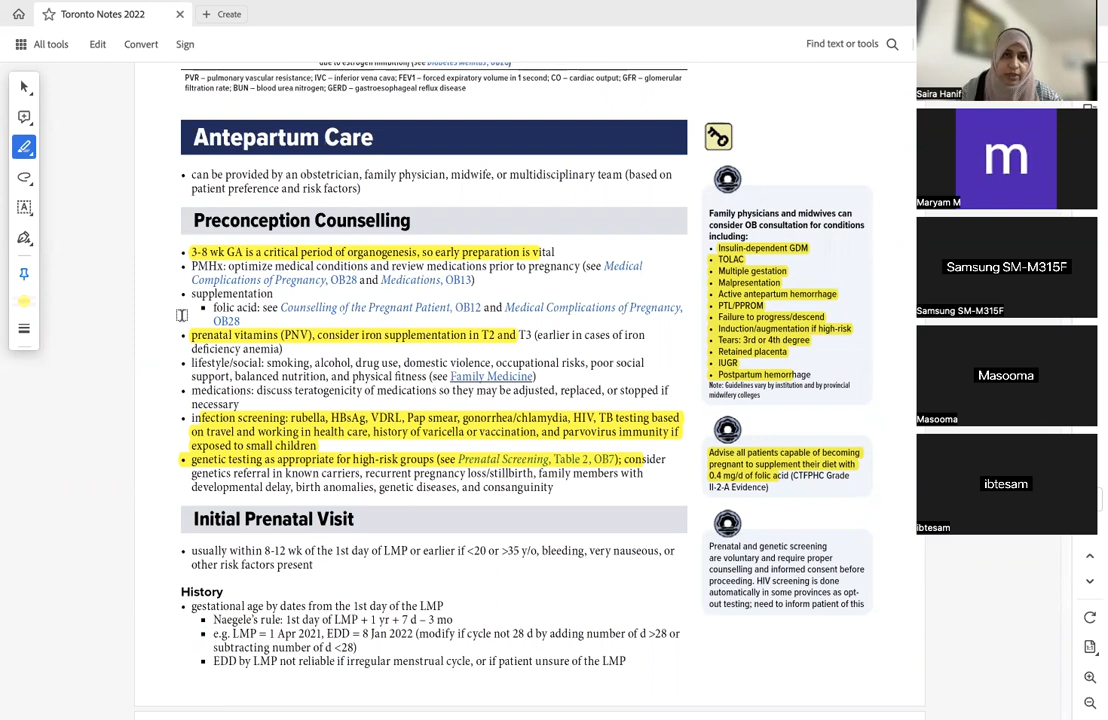 Toronto Notes 2022
Create
All tools
Edit
Convert
Sign
Find text or tools
PVR – pulmonary vascular resistance; IVC – inferior vena cava; FEV1 – forced expiratory volume in 1 second; CO – cardiac output; GFR – glomerular
filtration rate; BUN – blood urea nitrogen; GERD – gastroesophageal reflux disease
Antepartum Care
• can be provided by an obstetrician, family physician, midwife, or multidisciplinary team (based on
patient preference and risk factors)
Preconception Counselling
• 3-8 wk GA is a critical period of organogenesis, so early preparation is vital
• PMHx: optimize medical conditions and review medications prior to pregnancy (see Medical
Complications of Pregnancy, OB28 and Medications, OB13)
• supplementation
▪ folic acid: see Counselling of the Pregnant Patient, OB12 and Medical Complications of Pregnancy,
OB28
• prenatal vitamins (PNV), consider iron supplementation in T2 and T3 (earlier in cases of iron
deficiency anemia)
• lifestyle/social: smoking, alcohol, drug use, domestic violence, occupational risks, poor social
support, balanced nutrition, and physical fitness (see Family Medicine)
• medications: discuss teratogenicity of medications so they may be adjusted, replaced, or stopped if
necessary
• infection screening: rubella, HBsAg, VDRL, Pap smear, gonorrhea/chlamydia, HIV, TB testing based
on travel and working in health care, history of varicella or vaccination, and parvovirus immunity if
exposed to small children
• genetic testing as appropriate for high-risk groups (see Prenatal Screening, Table 2, OB7); consider
genetics referral in known carriers, recurrent pregnancy loss/stillbirth, family members with
developmental delay, birth anomalies, genetic diseases, and consanguinity
Initial Prenatal Visit
• usually within 8-12 wk of the 1st day of LMP or earlier if <20 or >35 y/o, bleeding, very nauseous, or
other risk factors present
History
• gestational age by dates from the 1st day of the LMP
▪ Naegele's rule: 1st day of LMP + 1 yr + 7 d – 3 mo
▪ e.g. LMP = 1 Apr 2021, EDD = 8 Jan 2022 (modify if cycle not 28 d by adding number of d >28 or
subtracting number of d <28)
▪ EDD by LMP not reliable if irregular menstrual cycle, or if patient unsure of the LMP
Family physicians and midwives can
consider OB consultation for conditions
including:
• Insulin-dependent GDM
• TOLAC
• Multiple gestation
• Malpresentation
• Active antepartum hemorrhage
• PTL/PPROM
• Failure to progress/descend
• Induction/augmentation if high-risk
• Tears: 3rd or 4th degree
• Retained placenta
• IUGR
• Postpartum hemorrhage
Note: Guidelines vary by institution and by provincial
midwifery colleges
Advise all patients capable of becoming
pregnant to supplement their diet with
0.4 mg/d of folic acid (CTFPHC Grade
II-2-A Evidence)
Prenatal and genetic screening
are voluntary and require proper
counselling and informed consent before
proceeding. HIV screening is done
automatically in some provinces as opt-
out testing; need to inform patient of this
Saira Hanif
m
Maryam M
Samsung SM-M315F
Samsung SM-M315F
Masooma
Masooma
ibtesam
ibtesam